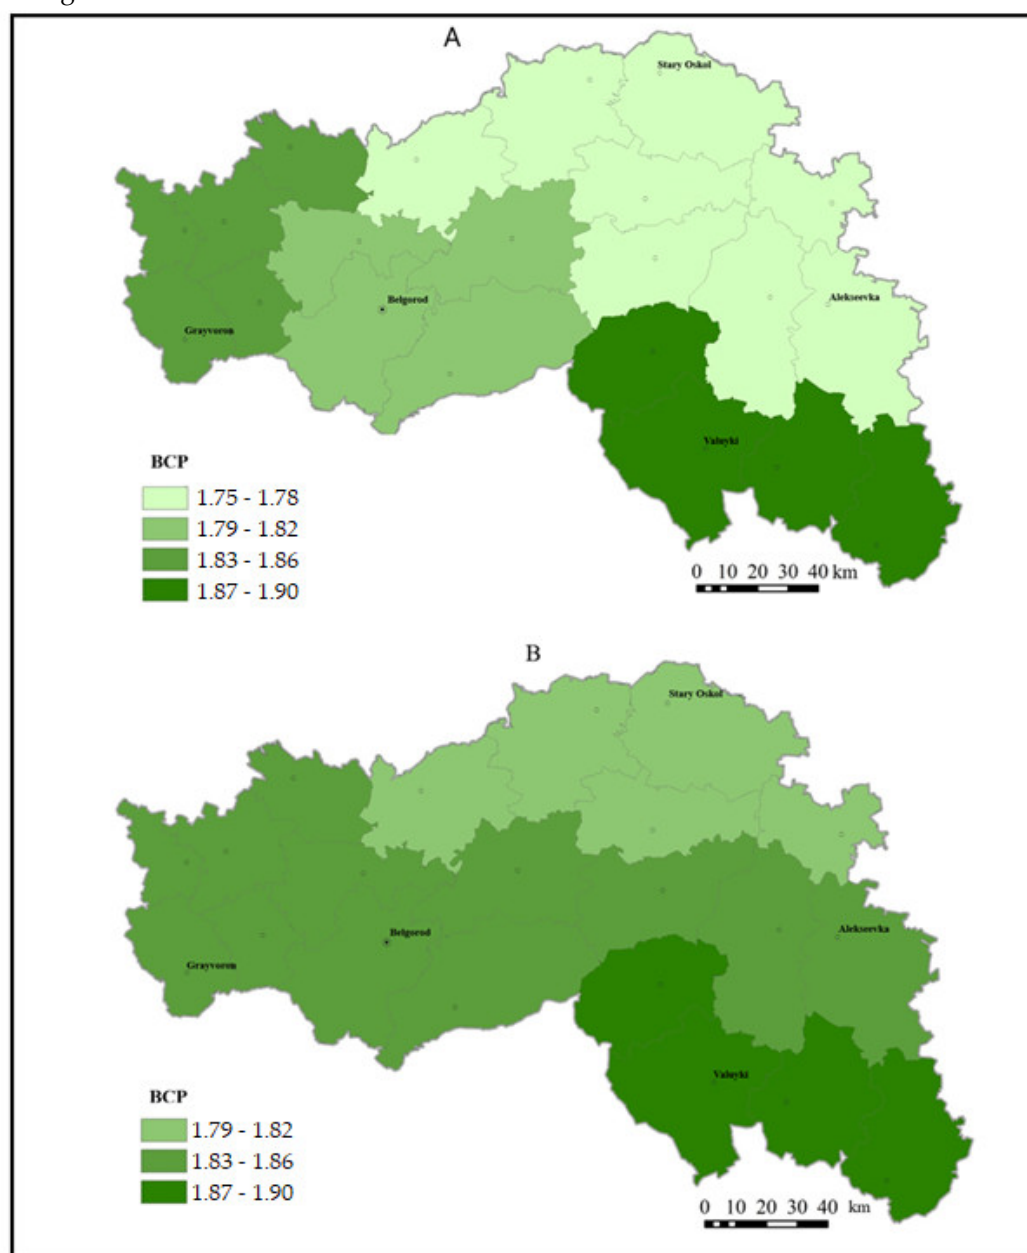 A
Stary Oskol
Belgorod
Alekseevka
Grayvoron
Valuyki
BCP
1.75 - 1.78
1.79 - 1.82
1.83 - 1.86
1.87 - 1.90
0 10 20 30 40 km
B
Stary Oskol
Belgorod
Alekseevka
Grayvoron
Valuyki
BCP
1.79 - 1.82
1.83 - 1.86
1.87 - 1.90
0 10 20 30 40 km